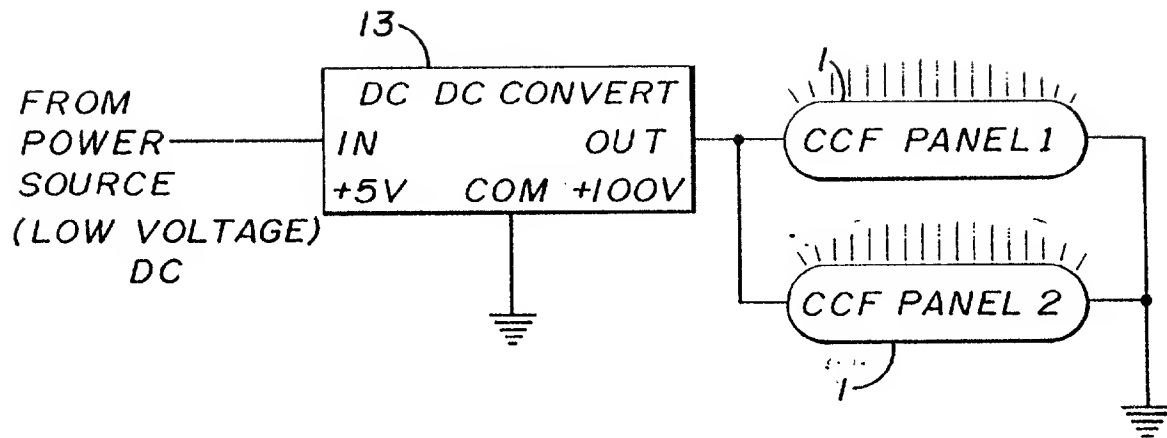 13
FROM
POWER
SOURCE
(LOW VOLTAGE)
DC
DC DC CONVERT
IN OUT
+5V COM +100V
1
CCF PANEL 1
CCF PANEL 2
1